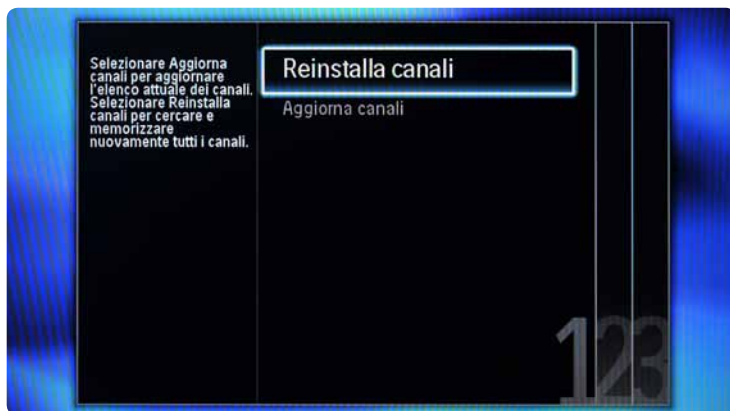 Selezionare Aggiorna
canali per aggiornare
l'elenco attuale dei canali.
Selezionare Reinstalla
canali per cercare e
memorizzare
nuovamente tutti i canali.
Reinstalla canali
Aggiorna canali
123